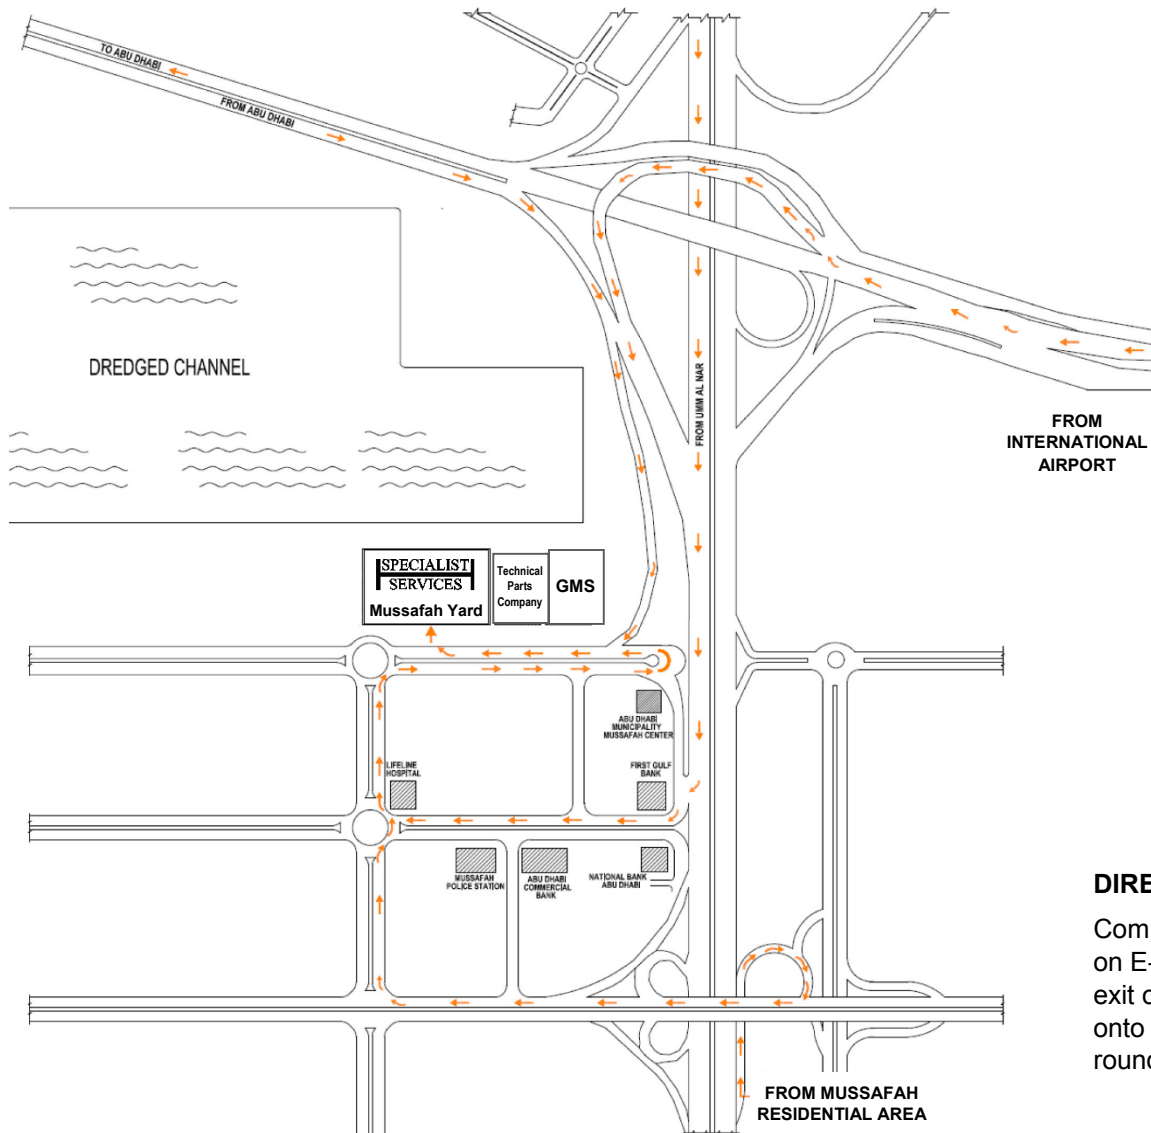 TO ABU DHABI
FROM ABU DHABI
DREDGED CHANNEL
FROM UMM AL NAR
FROM
INTERNATIONAL
AIRPORT
SPECIALIST
SERVICES
Mussafah Yard
Technical
Parts
Company
GMS
ABU DHABI
MUNICIPALITY
MUSSAFAH CENTER
LIFELINE
HOSPITAL
FIRST GULF
BANK
MUSSAFAH
POLICE STATION
ABU DHABI
COMMERCIAL
BANK
NATIONAL BANK
ABU DHABI
DIRE
Com
on E-
exit o
onto
round
FROM MUSSAFAH
RESIDENTIAL AREA